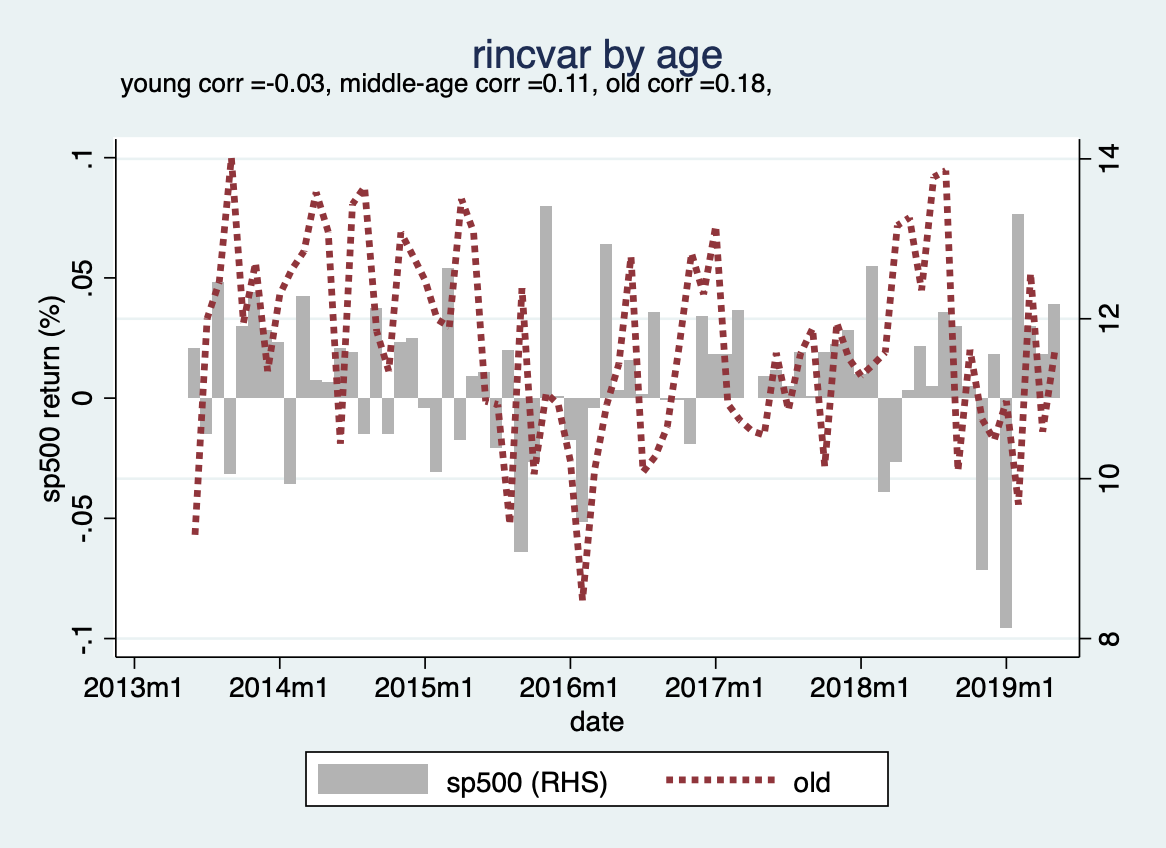 rincvar by age
young corr =-0.03, middle-age corr =0.11, old corr =0.18,
.1
.05
0
-.05
-.1
sp500 return (%)
14
12
10
8
2013m1 2014m1 2015m1 2016m1 2017m1 2018m1 2019m1
date
sp500 (RHS) old